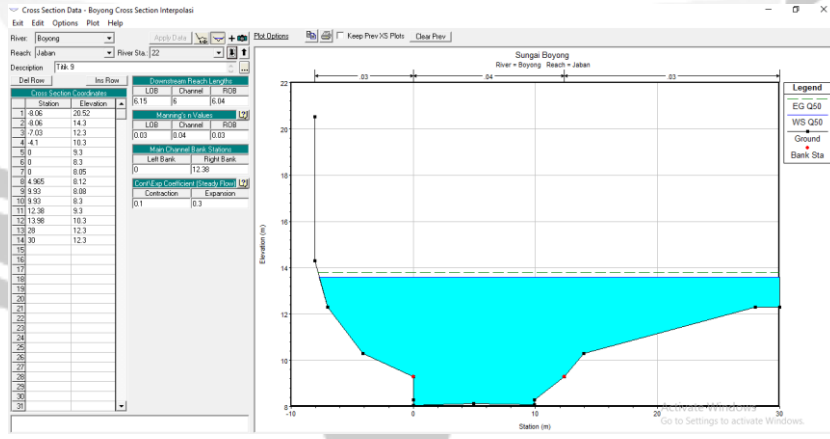 Cross Section Data - Boyong Cross Section Interpolasi
Exit Edit Options Plot Help
River: Boyong Apply Data Plot Options Keep Prev XS Plots Clear Prev
Reach: Jaban River Sta.: 22
Description Titik 9
Del Row Ins Row
Cross Section Coordinates
Station Elevation
1 -8.06 20.52
2 -8.06 14.3
3 -7.03 12.3
4 -4.1 10.3
5 0 9.3
6 0 8.3
7 0 8.05
8 4.965 8.12
9 9.93 8.08
10 9.93 8.3
11 12.38 9.3
12 13.98 10.3
13 28 12.3
14 30 12.3
15
16
17
18
19
20
21
22
23
24
25
26
27
28
29
30
31
Downstream Reach Lengths
LOB Channel ROB
6.15 6 6.04
Manning's n Values
LOB Channel ROB
0.03 0.04 0.03
Main Channel Bank Stations
Left Bank Right Bank
0 12.38
Cont\Exp Coefficient (Steady Flow)
Contraction Expansion
0.1 0.3
Sungai Boyong
River = Boyong Reach = Jaban
.03 .04 .03
22
20
18
16
14
12
10
8
-10 0 10 20 30
Elevation (m)
Station (m)
Legend
EG Q50
WS Q50
Ground
Bank Sta
Activate Windows
Go to Settings to activate Windows.